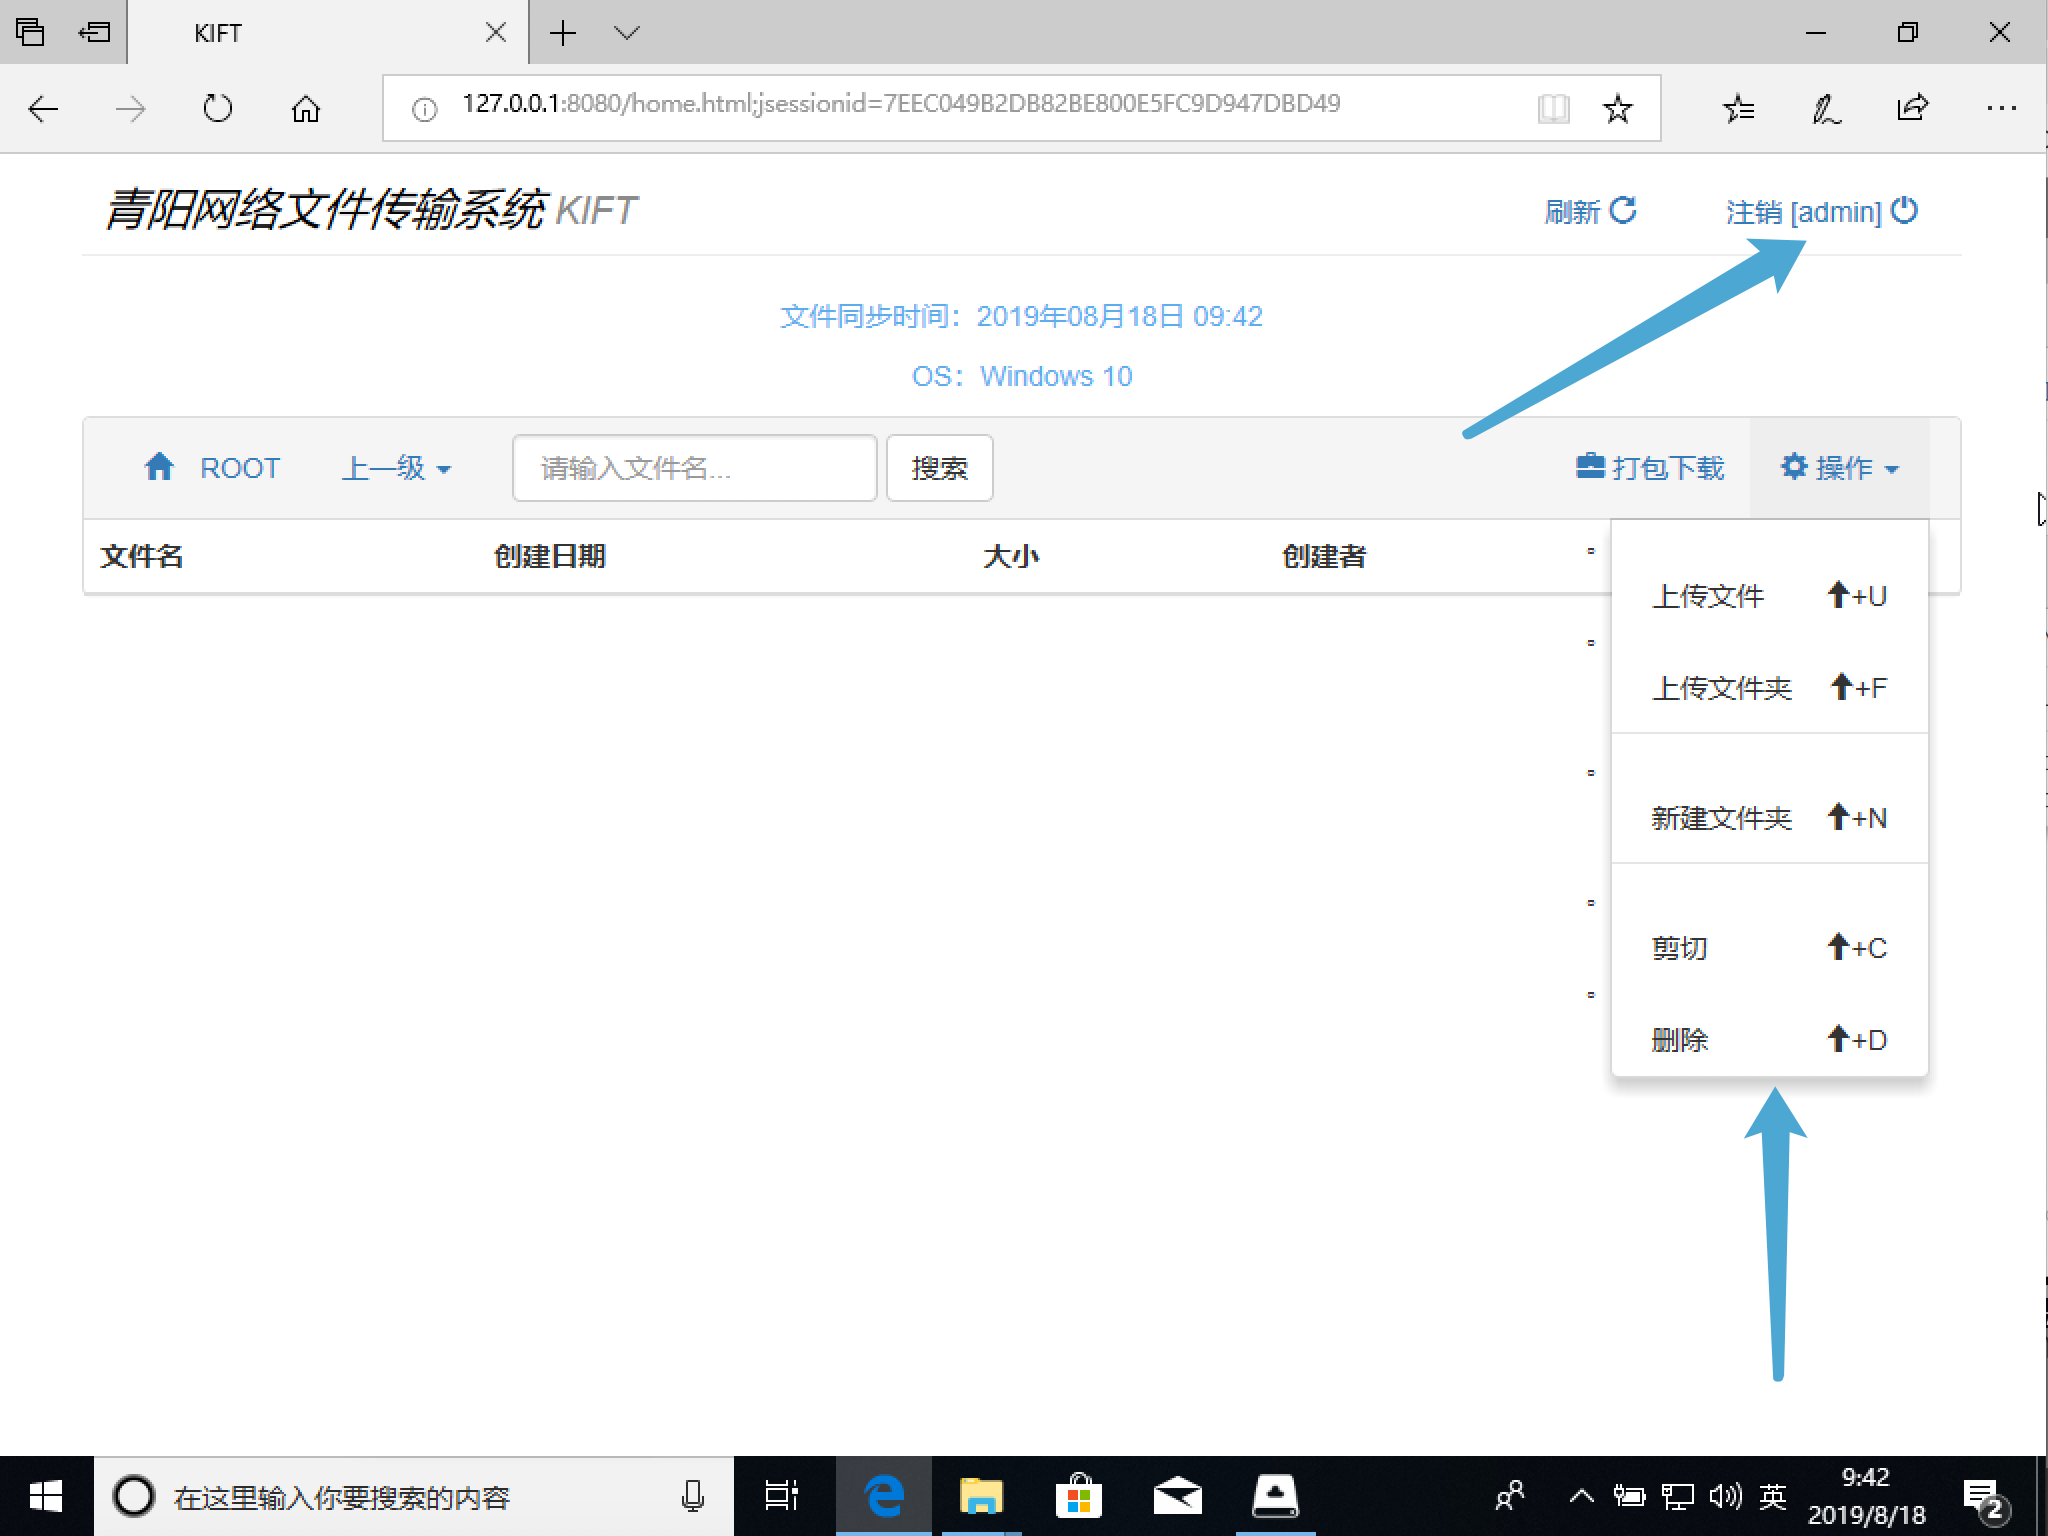 KIFT
127.0.0.1:8080/home.html;jsessionid=7EEC049B2DB82BE800E5FC9D947DBD49
青阳网络文件传输系统 KIFT
刷新
注销 [admin]
文件同步时间：2019年08月18日 09:42
OS：Windows 10
ROOT
上一级
请输入文件名...
搜索
打包下载
操作
文件名
创建日期
大小
创建者
上传文件 +U
上传文件夹 +F
新建文件夹 +N
剪切 +C
删除 +D
在这里输入你要搜索的内容
英
9:42
2019/8/18
2